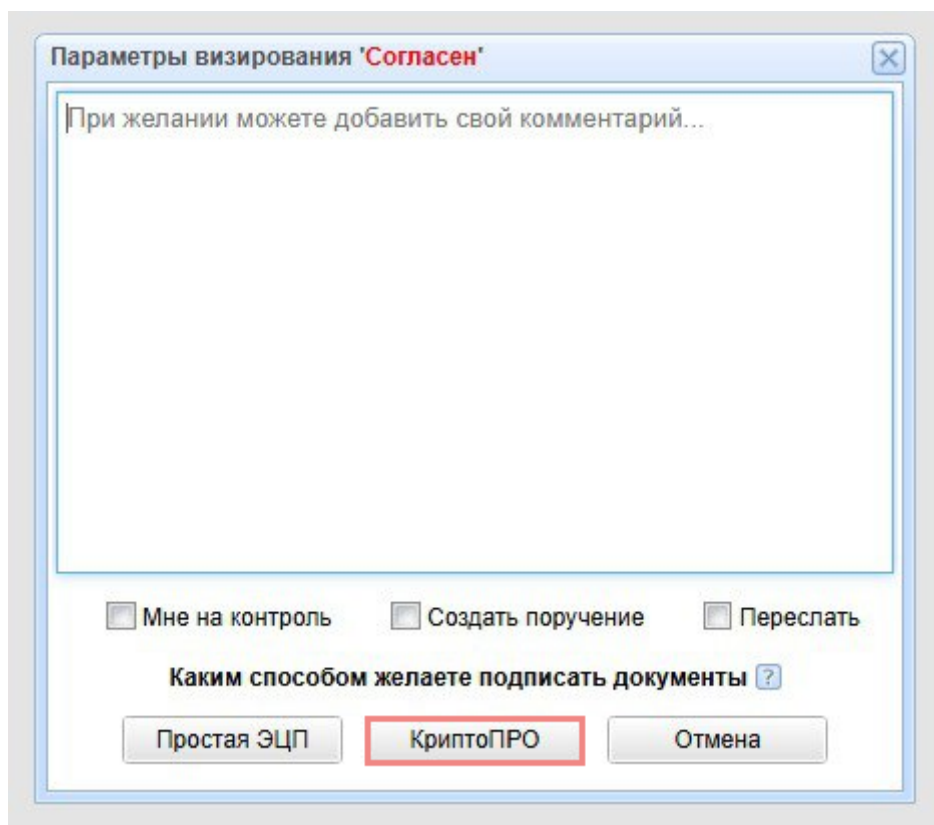 Параметры визирования 'Согласен'
При желании можете добавить свой комментарий...
Мне на контроль Создать поручение Переслать
Каким способом желаете подписать документы ?
Простая ЭЦП КриптоПРО Отмена